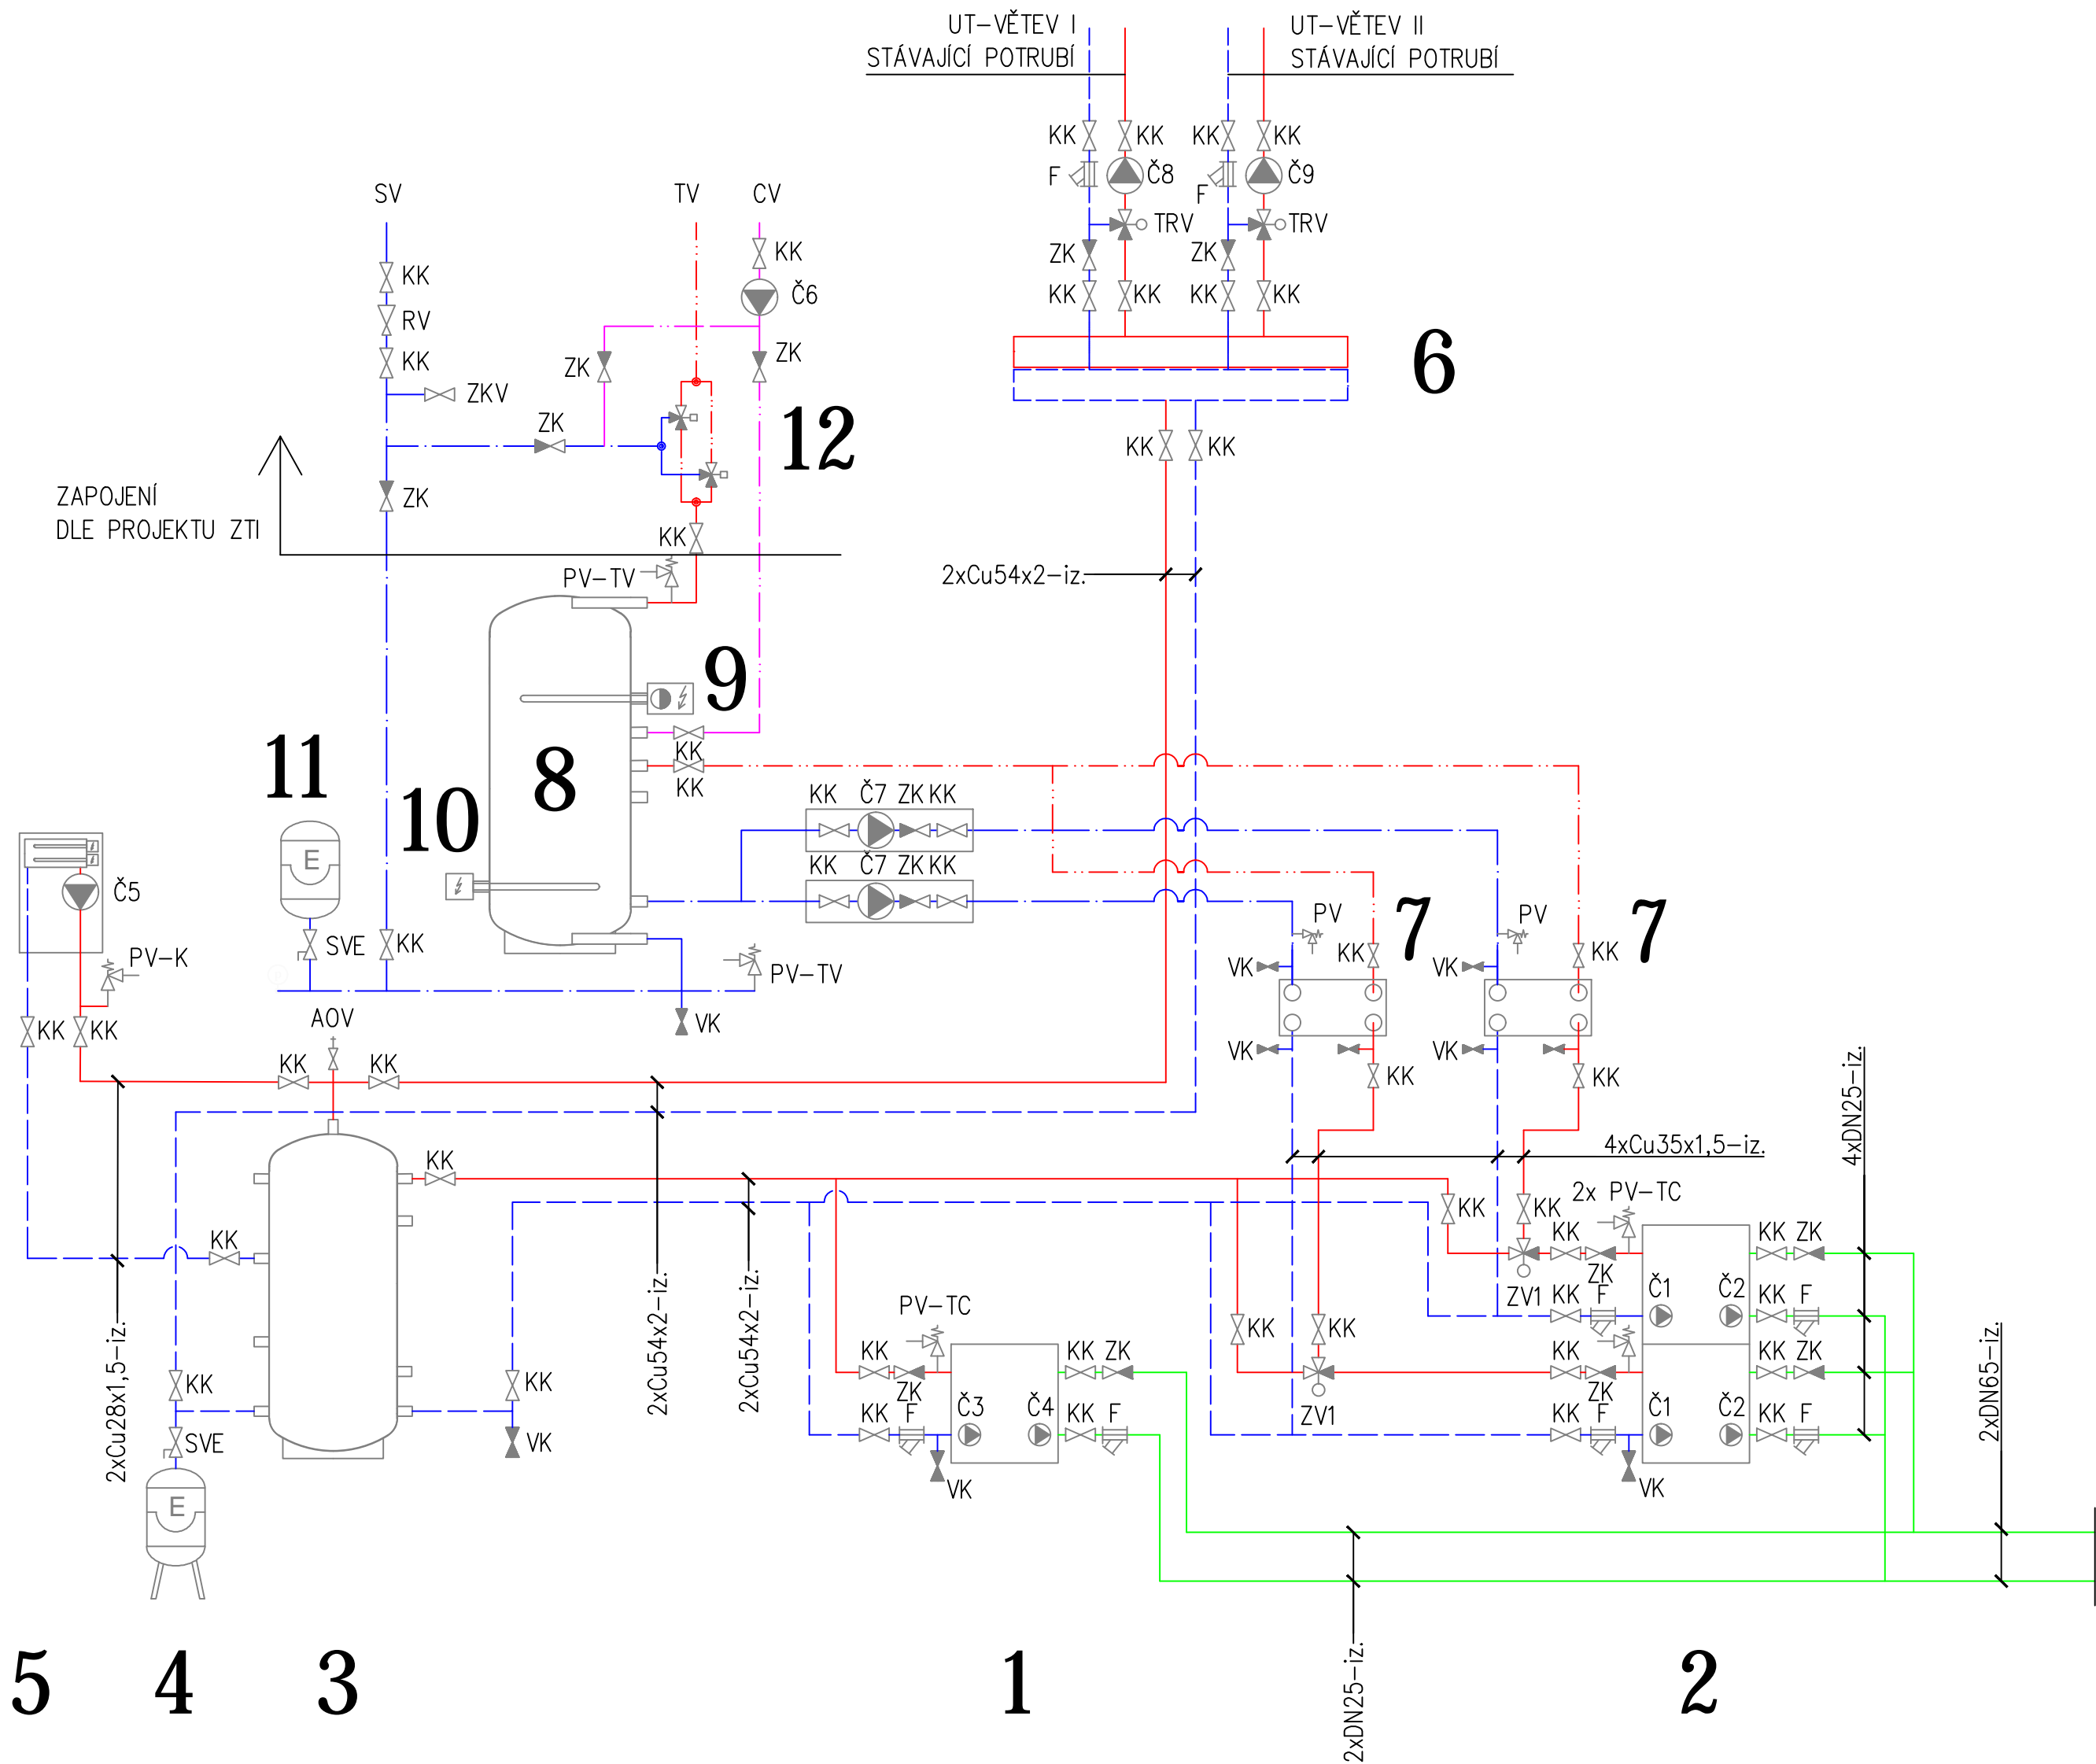 UT-VĚTEV I
STÁVAJÍCÍ POTRUBÍ
UT-VĚTEV II
STÁVAJÍCÍ POTRUBÍ
KK
KK
KK
KK
F
Č8
F
Č9
TRV
TRV
ZK
ZK
KK
KK
KK
KK
6
KK
KK
SV
TV
CV
KK
KK
Č6
RV
KK
ZK
ZK
ZKV
ZK
12
ZAPOJENÍ
DLE PROJEKTU ZTI
ZK
KK
PV-TV
2xCu54x2-iz.
9
KK
KK
8
11
10
E
KK Č7 ZK KK
KK Č7 ZK KK
Č5
SVE
KK
PV-K
PV-TV
VK
KK
KK
AOV
KK
KK
PV
KK
7
PV
KK
7
VK
VK
VK
VK
KK
KK
4xCu35x1,5-iz.
4xDN25-iz.
KK
KK
KK
KK
2x PV-TC
KK
ZK
KK ZK
ZV1
KK F
Č1
Č2
KK F
KK
KK
KK
ZK
KK ZK
ZV1
KK F
Č1
Č2
KK F
VK
PV-TC
KK
ZK
KK ZK
KK F
Č3
Č4
KK F
VK
2xCu28x1,5-iz.
KK
SVE
E
KK
VK
2xCu54x2-iz.
2xCu54x2-iz.
2xDN65-iz.
2xDN25-iz.
5
4
3
1
2